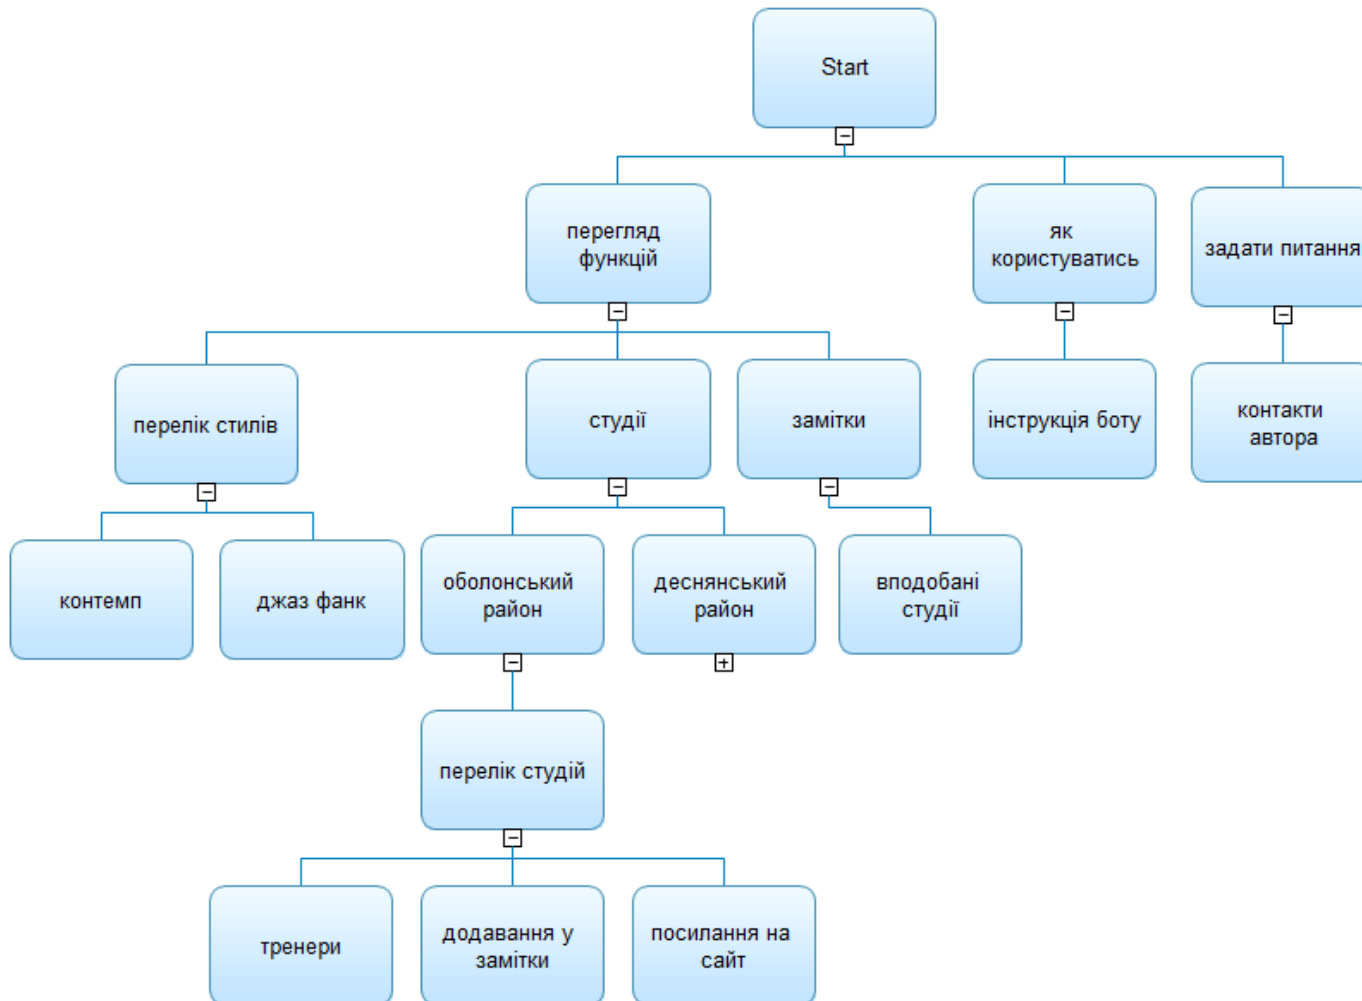 Start
перегляд
функцій
як
користуватись
задати питання
перелік стилів
студії
замітки
інструкція боту
контакти
автора
контемп
джаз фанк
оболонський
район
деснянський
район
вподобані
студії
перелік студій
тренери
додавання у
замітки
посилання на
сайт